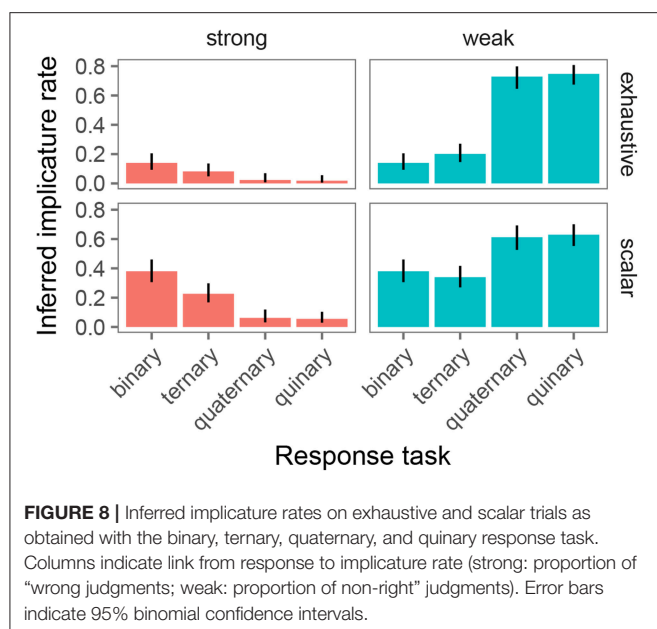 strong weak
0.8
0.6
0.4
0.2
0.0
exhaustive
0.8
0.6
0.4
0.2
0.0
scalar
Inferred implicature rate
binary ternary quaternary quinary binary ternary quaternary quinary
Response task
FIGURE 8 | Inferred implicature rates on exhaustive and scalar trials as
obtained with the binary, ternary, quaternary, and quinary response task.
Columns indicate link from response to implicature rate (strong: proportion of
“wrong judgments; weak: proportion of non-right” judgments). Error bars
indicate 95% binomial confidence intervals.